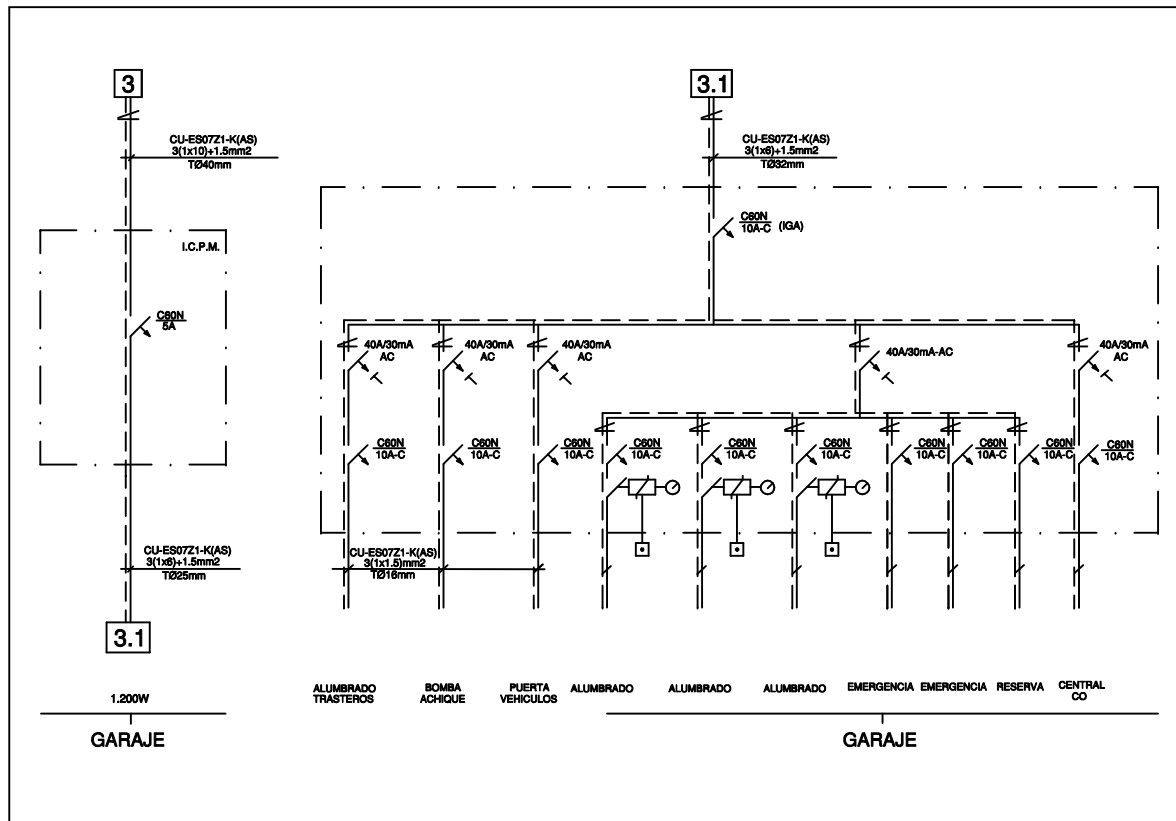 3
CU-ES07Z1-K(AS)
3(1x10)+1.5mm2
TØ40mm
I.C.P.M.
C60N
5A
CU-ES07Z1-K(AS)
3(1x6)+1.5mm2
TØ25mm
3.1
1.200W
GARAJE
3.1
CU-ES07Z1-K(AS)
3(1x6)+1.5mm2
TØ32mm
C60N
10A-C (IGA)
40A/30mA
AC
40A/30mA
AC
40A/30mA
AC
40A/30mA-AC
40A/30mA
AC
C60N
10A-C
C60N
10A-C
C60N
10A-C
C60N
10A-C
C60N
10A-C
C60N
10A-C
C60N
10A-C
C60N
10A-C
C60N
10A-C
C60N
10A-C
CU-ES07Z1-K(AS)
3(1x1.5)mm2
TØ16mm
ALUMBRADO
TRASTEROS
BOMBA
ACHIQUE
PUERTA
VEHICULOS
ALUMBRADO
ALUMBRADO
ALUMBRADO
EMERGENCIA
EMERGENCIA
RESERVA
CENTRAL
CO
GARAJE